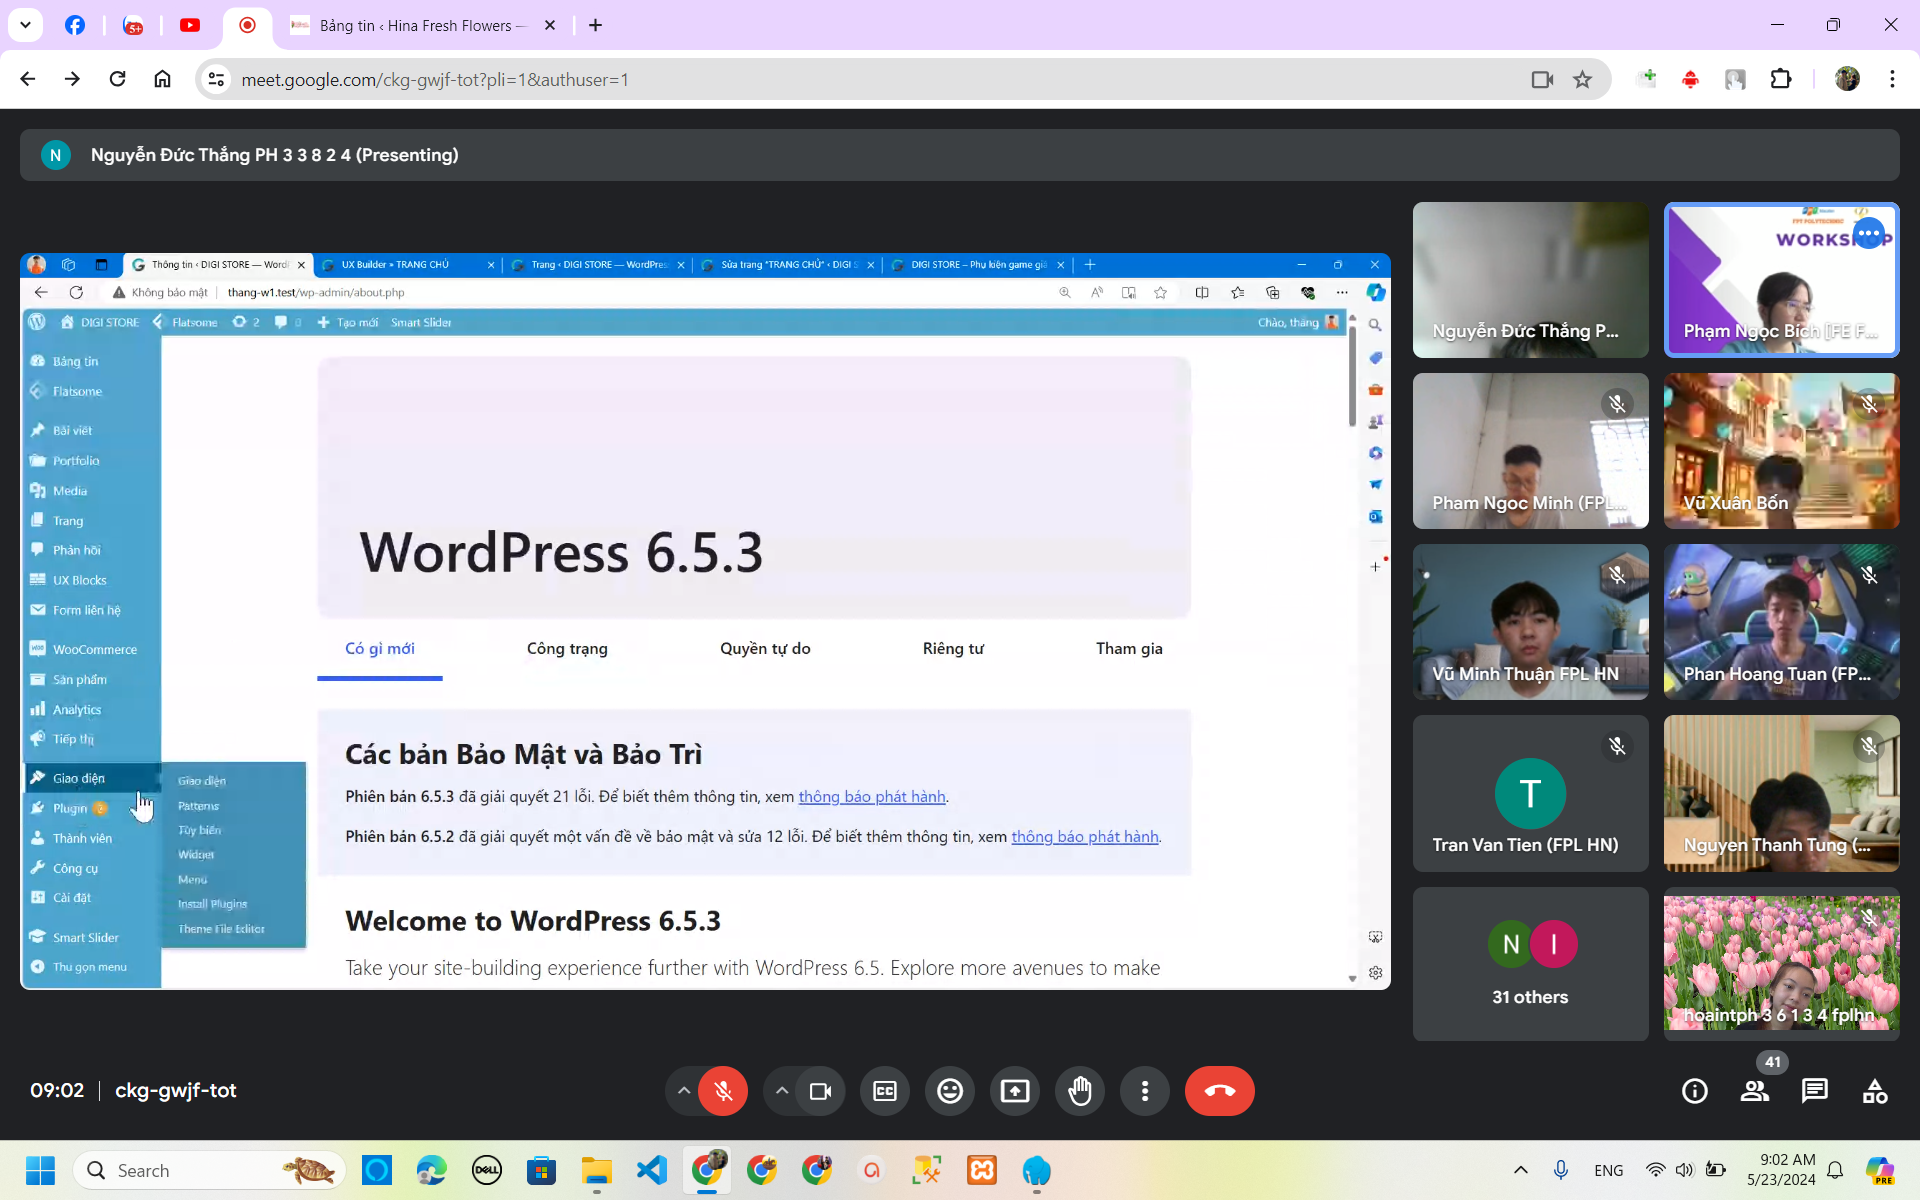 Bảng tin ‹ Hina Fresh Flowers —
meet.google.com/ckg-gwjf-tot?pli=1&authuser=1
N
Nguyễn Đức Thắng PH 3 3 8 2 4 (Presenting)
Thông tin ‹ DIGI STORE — Word
UX Builder » TRANG CHỦ
Trang ‹ DIGI STORE — WordPres
Sửa trang "TRANG CHỦ" ‹ DIGI S
DIGI STORE – Phụ kiện game giá
Không bảo mật
thang-w1.test/wp-admin/about.php
DIGI STORE
Flatsome
2
0
Tạo mới
Smart Slider
Chào, thắng
Bảng tin
Flatsome
Bài viết
Portfolio
Media
Trang
Phản hồi
UX Blocks
Form liên hệ
WooCommerce
Sản phẩm
Analytics
Tiếp thị
Giao diện
Plugin 2
Thành viên
Công cụ
Cài đặt
Smart Slider
Thu gọn menu
Giao diện
Patterns
Tùy biến
Widget
Menu
Install Plugins
Theme File Editor
WordPress 6.5.3
Có gì mới
Công trạng
Quyền tự do
Riêng tư
Tham gia
Các bản Bảo Mật và Bảo Trì
Phiên bản 6.5.3 đã giải quyết 21 lỗi. Để biết thêm thông tin, xem thông báo phát hành.
Phiên bản 6.5.2 đã giải quyết một vấn đề về bảo mật và sửa 12 lỗi. Để biết thêm thông tin, xem thông báo phát hành.
Welcome to WordPress 6.5.3
Take your site-building experience further with WordPress 6.5. Explore more avenues to make
Nguyễn Đức Thắng P...
FPT POLYTECHNIC
WORKSHOP
Phạm Ngọc Bích [FE F...
Pham Ngoc Minh (FPL...
Vũ Xuân Bốn
Vũ Minh Thuận FPL HN
Phan Hoang Tuan (FP...
T
Tran Van Tien (FPL HN)
Nguyen Thanh Tung (...
N
I
31 others
hoaintph 3 6 1 3 4 fplhn
09:02
ckg-gwjf-tot
41
Search
DELL
ENG
9:02 AM
5/23/2024
PRE